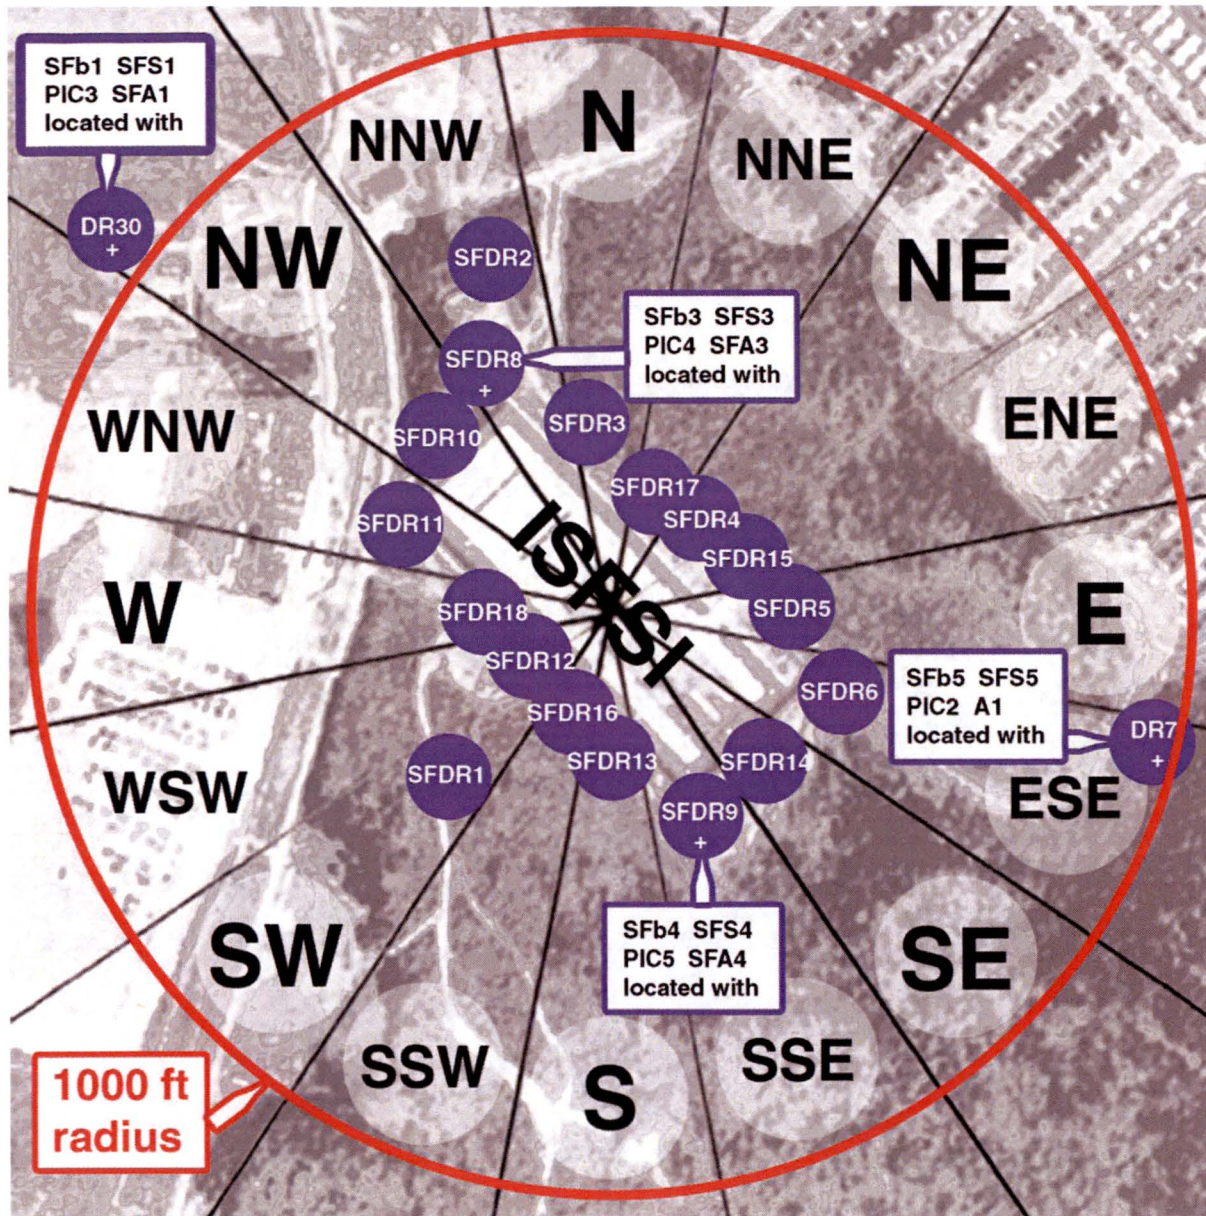 SFb1 SFS1
PIC3 SFA1
located with
DR30
+
N
NNW
NNE
NW
NE
SFDR2
SFb3 SFS3
PIC4 SFA3
located with
SFDR8
+
WNW
ENE
SFDR10
SFDR3
SFDR17
SFDR11
SFDR4
SFDR15
ISFSI
W
SFDR18
SFDR5
E
SFDR12
SFDR6
SFb5 SFS5
PIC2 A1
located with
DR7
+
SFDR16
WSW
SFDR1
SFDR13
SFDR14
ESE
SFDR9
+
SFb4 SFS4
PIC5 SFA4
located with
SW
SE
SSW
S
SSE
1000 ft
radius